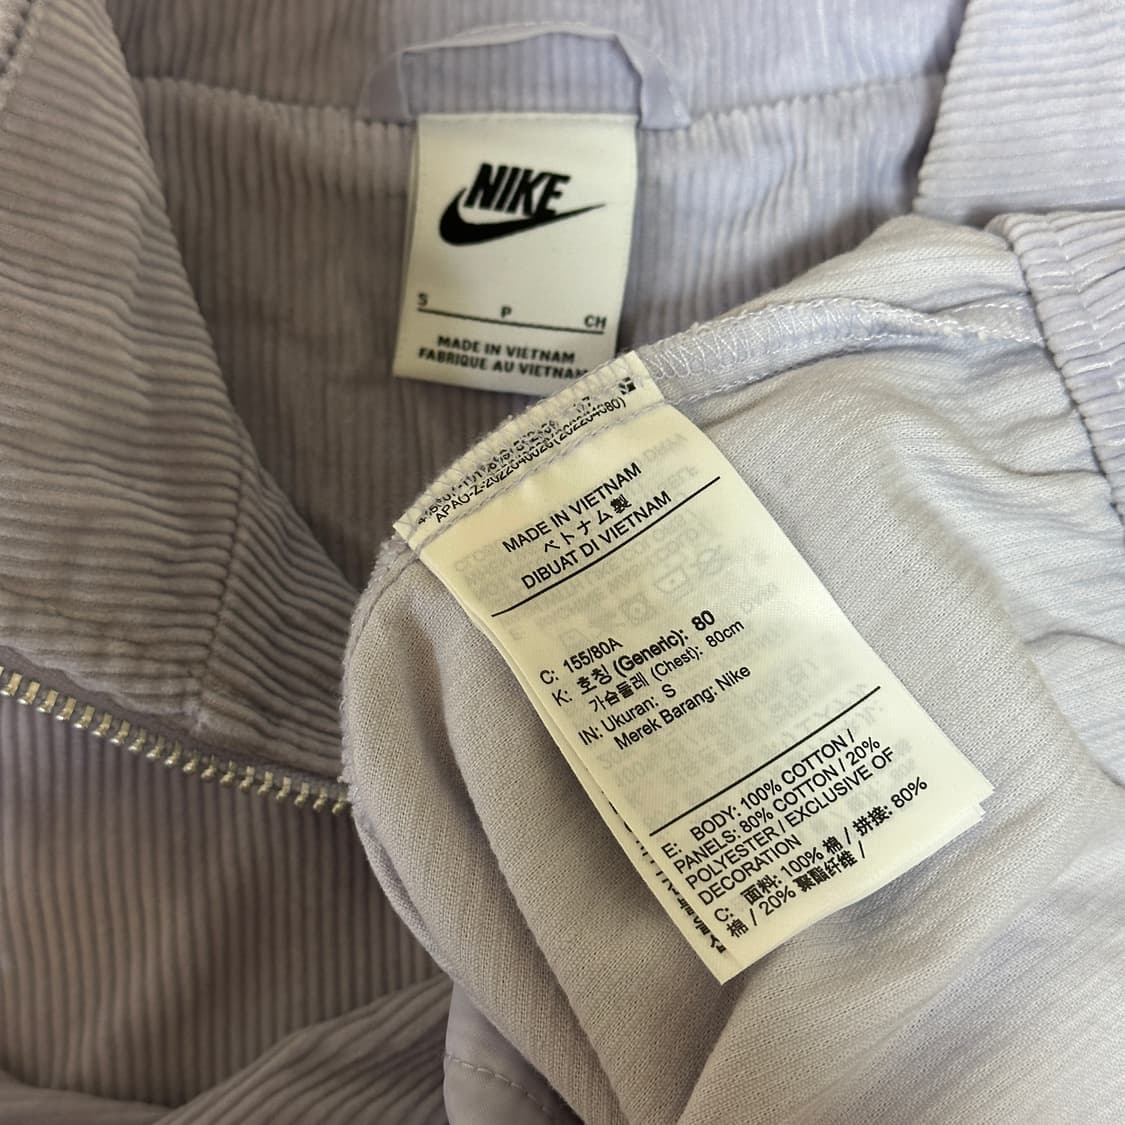 NIKE
S P CH
MADE IN VIETNAM
FABRIQUE AU VIETNAM
MADE IN VIETNAM
ベトナム製
DIBUAT DI VIETNAM
C: 155/80A
K: 호칭 (Generic): 80
가슴둘레 (Chest): 80cm
IN: Ukuran: S
Merek Barang: Nike
E: BODY: 100% COTTON /
PANELS: 80% COTTON / 20%
POLYESTER / EXCLUSIVE OF
DECORATION
C: 面料: 100% 棉 / 拼接: 80%
棉 / 20% 聚酯纤维 /